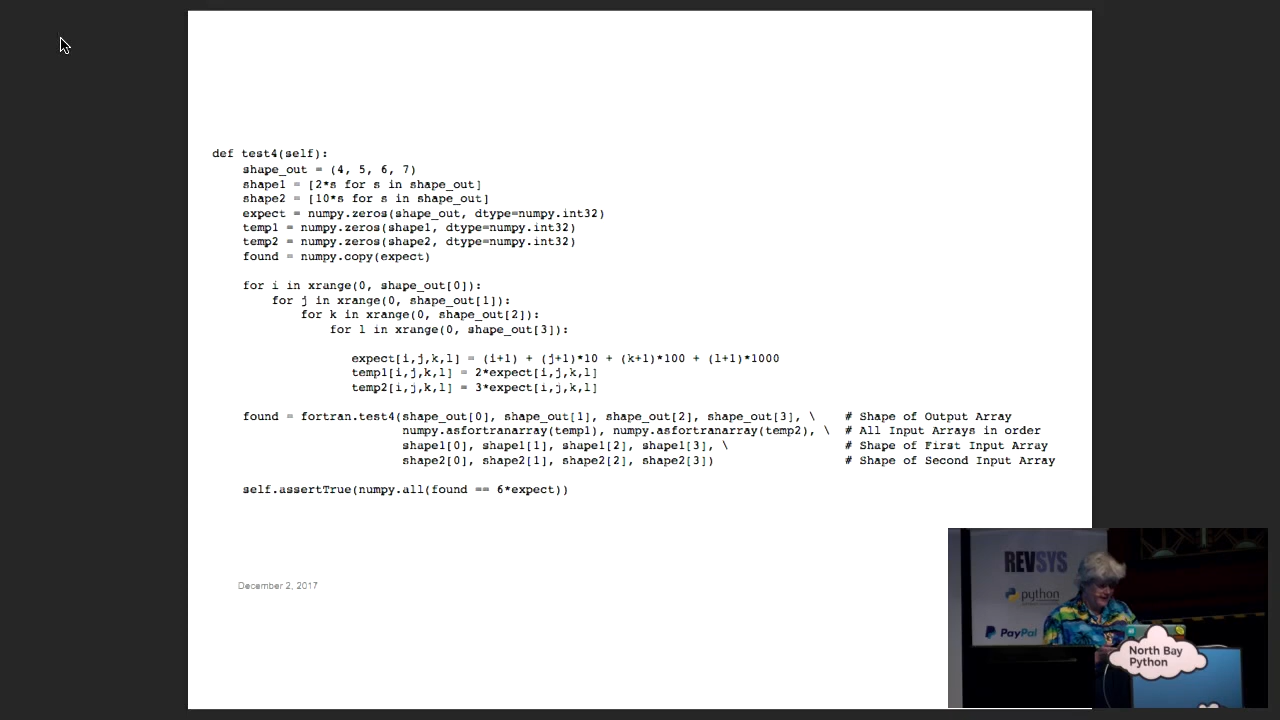 def test4(self):
shape_out = (4, 5, 6, 7)
shape1 = [2*s for s in shape_out]
shape2 = [10*s for s in shape_out]
expect = numpy.zeros(shape_out, dtype=numpy.int32)
temp1 = numpy.zeros(shape1, dtype=numpy.int32)
temp2 = numpy.zeros(shape2, dtype=numpy.int32)
found = numpy.copy(expect)
for i in xrange(0, shape_out[0]):
for j in xrange(0, shape_out[1]):
for k in xrange(0, shape_out[2]):
for l in xrange(0, shape_out[3]):
expect[i,j,k,l] = (i+1) + (j+1)*10 + (k+1)*100 + (l+1)*1000
temp1[i,j,k,l] = 2*expect[i,j,k,l]
temp2[i,j,k,l] = 3*expect[i,j,k,l]
found = fortran.test4(shape_out[0], shape_out[1], shape_out[2], shape_out[3], \ # Shape of Output Array
numpy.asfortranarray(temp1), numpy.asfortranarray(temp2), \ # All Input Arrays in order
shape1[0], shape1[1], shape1[2], shape1[3], \ # Shape of First Input Array
shape2[0], shape2[1], shape2[2], shape2[3]) # Shape of Second Input Array
self.assertTrue(numpy.all(found == 6*expect))
December 2, 2017
REVSYS
python
PayPal
North Bay
Python